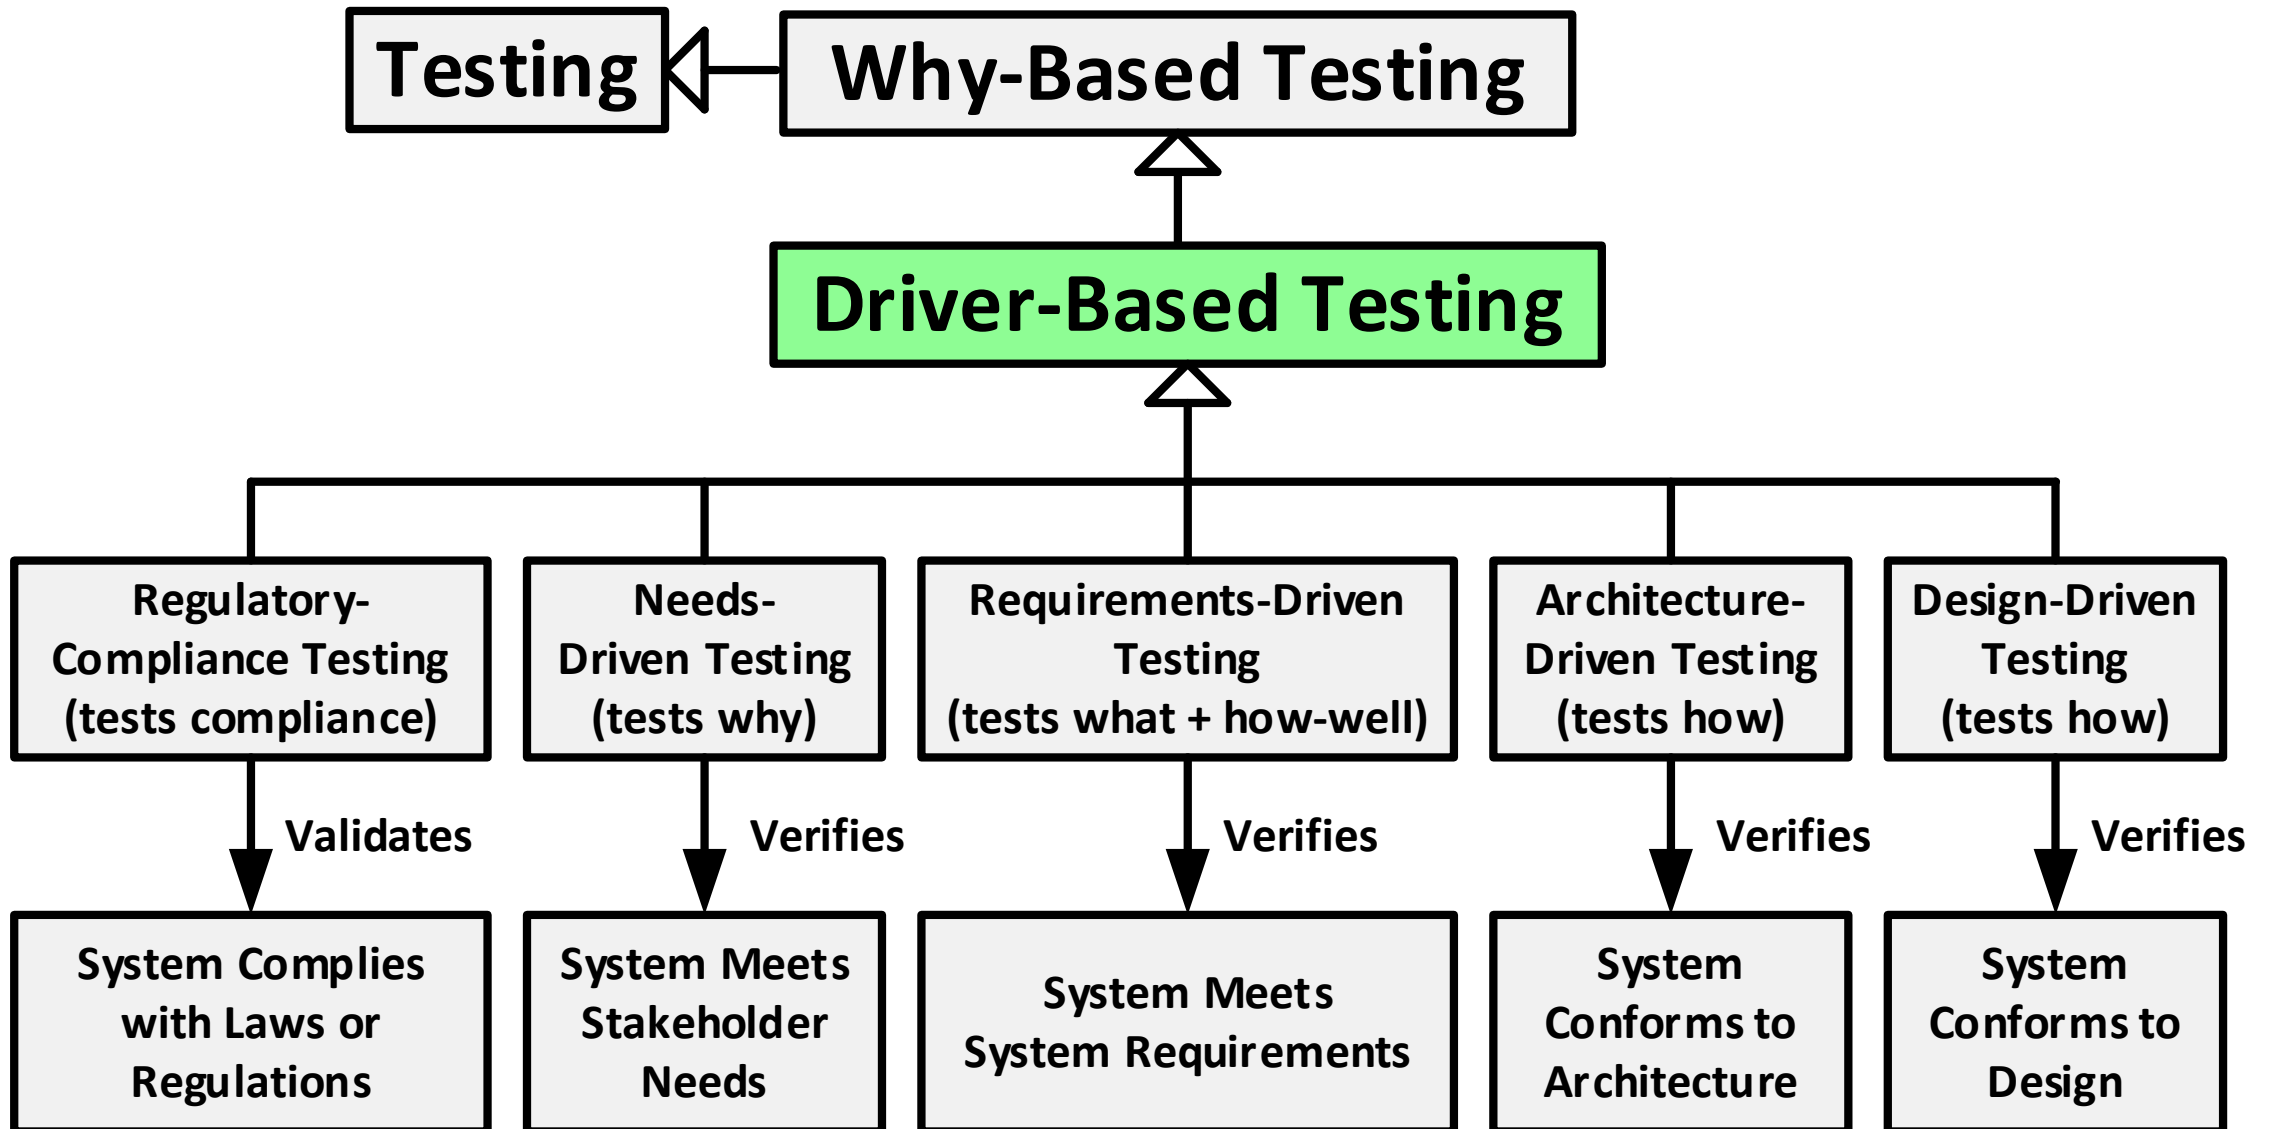 Testing
Why-Based Testing
Driver-Based Testing
Regulatory-
Compliance Testing
(tests compliance)
Needs-
Driven Testing
(tests why)
Requirements-Driven
Testing
(tests what + how-well)
Architecture-
Driven Testing
(tests how)
Design-Driven
Testing
(tests how)
Validates
Verifies
Verifies
Verifies
Verifies
System Complies
with Laws or
Regulations
System Meets
Stakeholder
Needs
System Meets
System Requirements
System
Conforms to
Architecture
System
Conforms to
Design